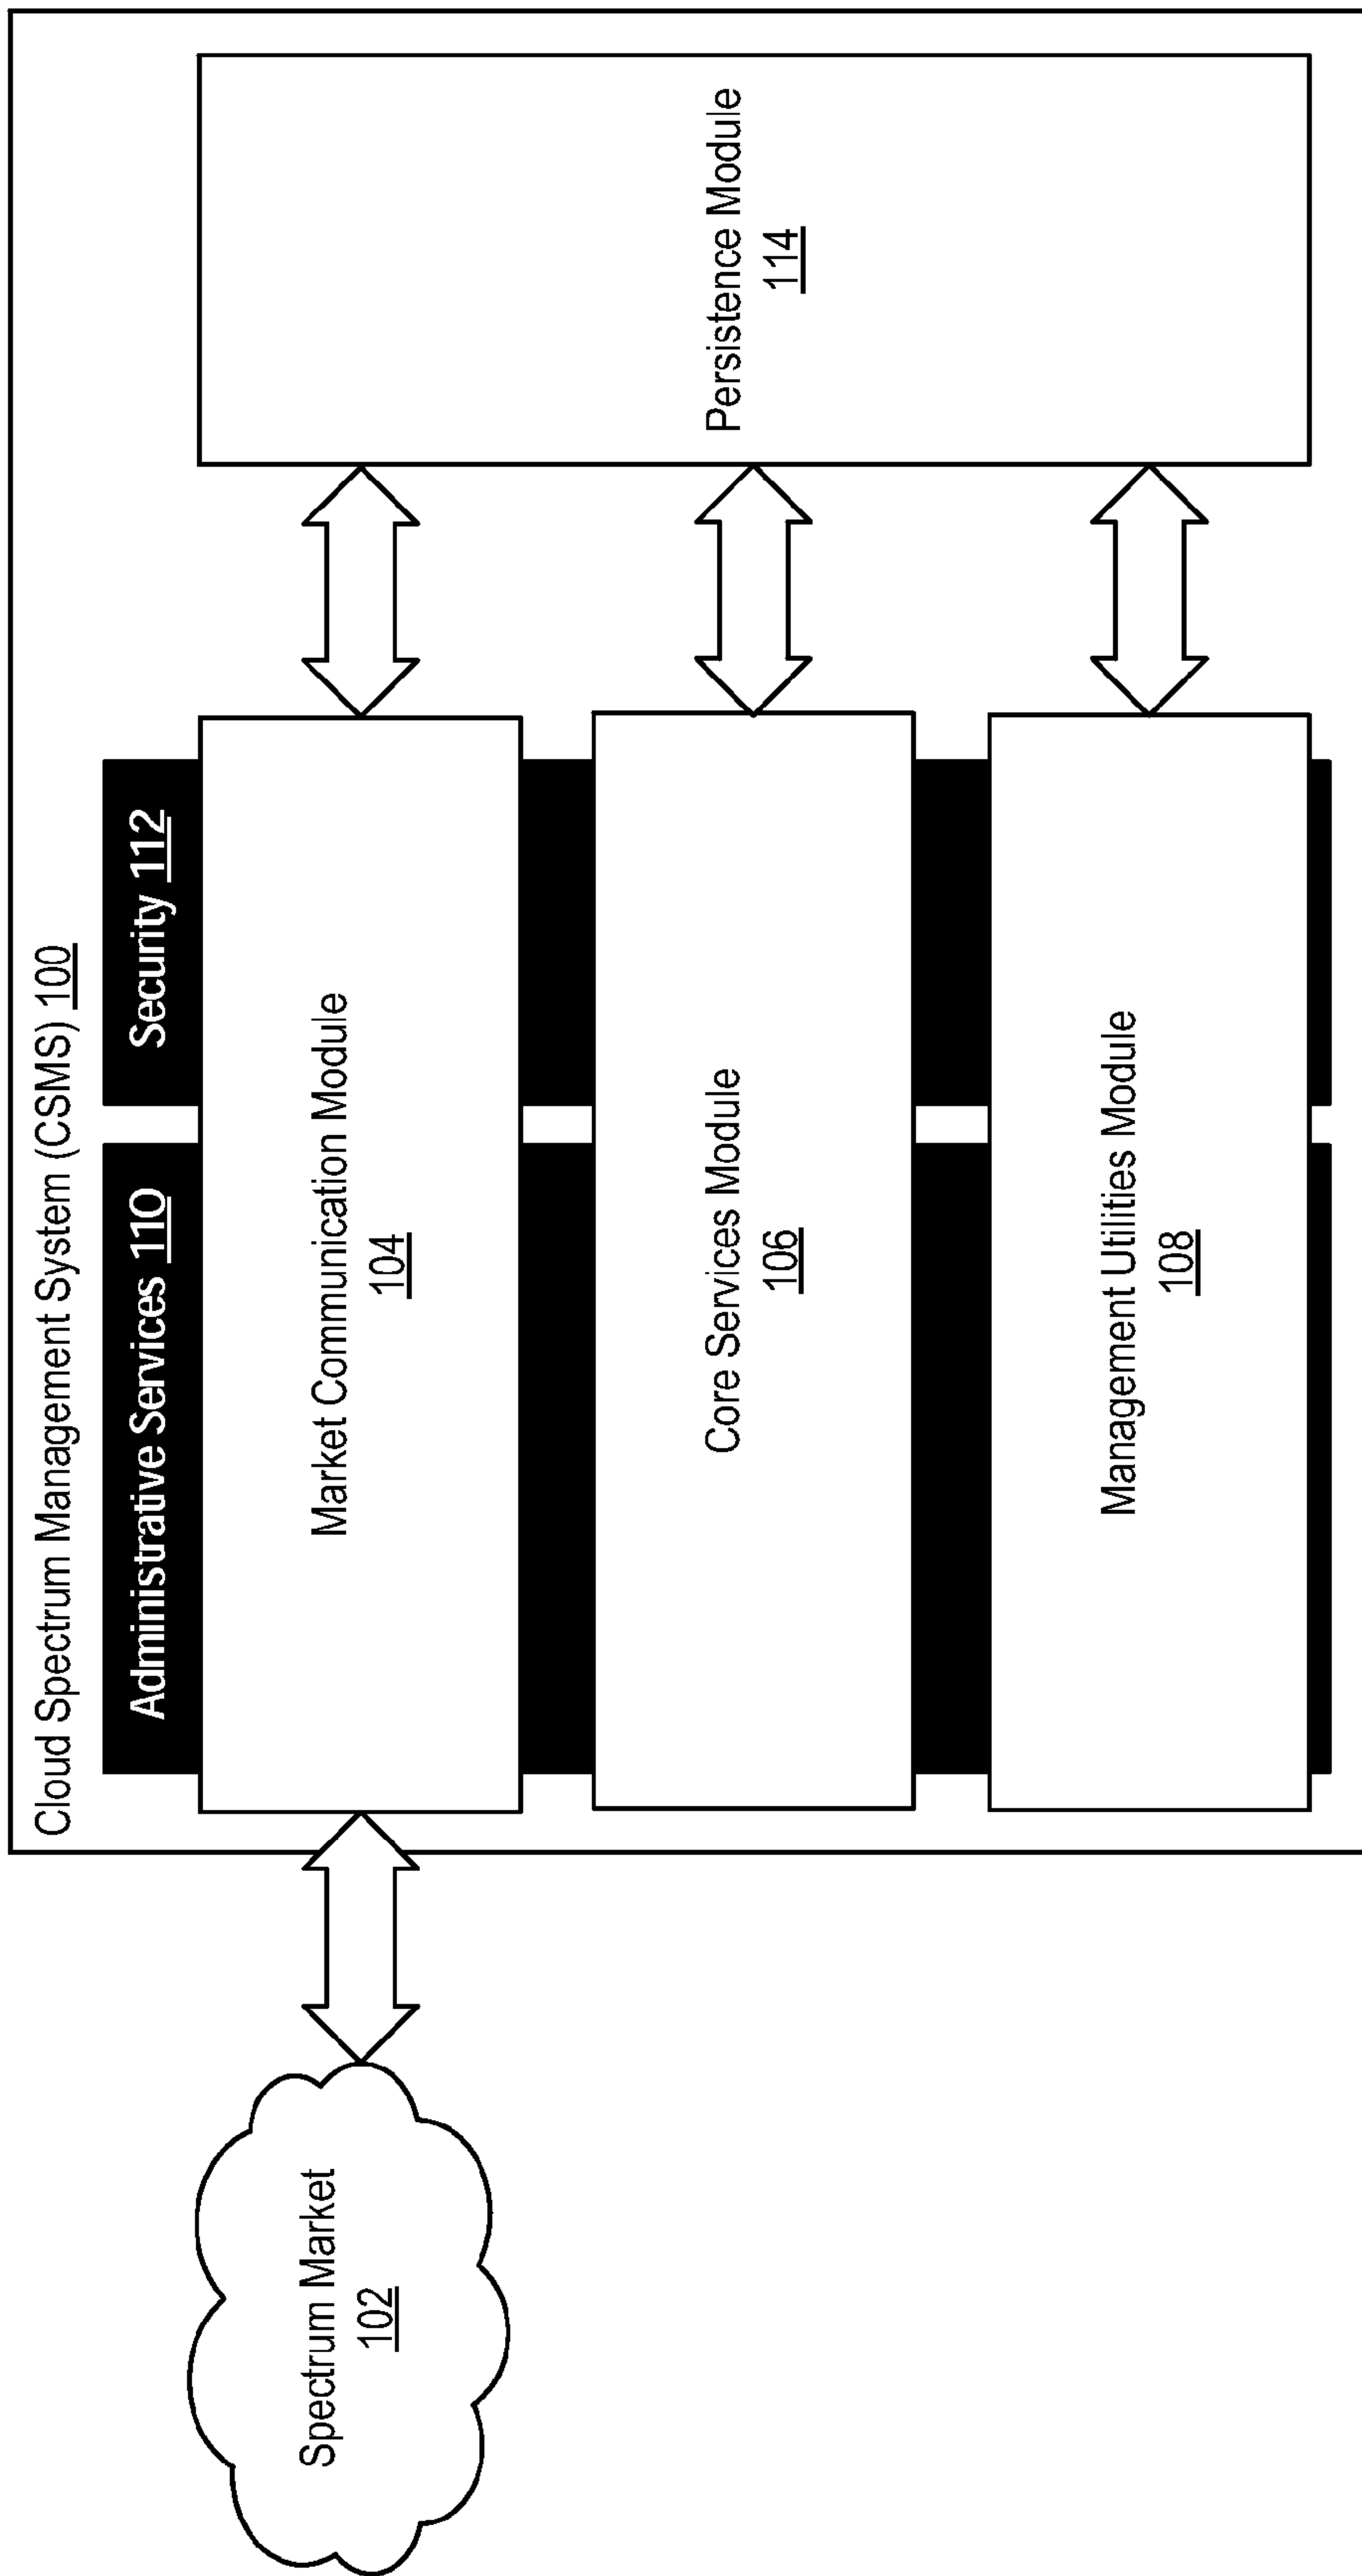 Cloud Spectrum Management System (CSMS) 100
Administrative Services 110
Security 112
Spectrum Market
102
Market Communication Module
104
Core Services Module
106
Management Utilities Module
108
Persistence Module
114